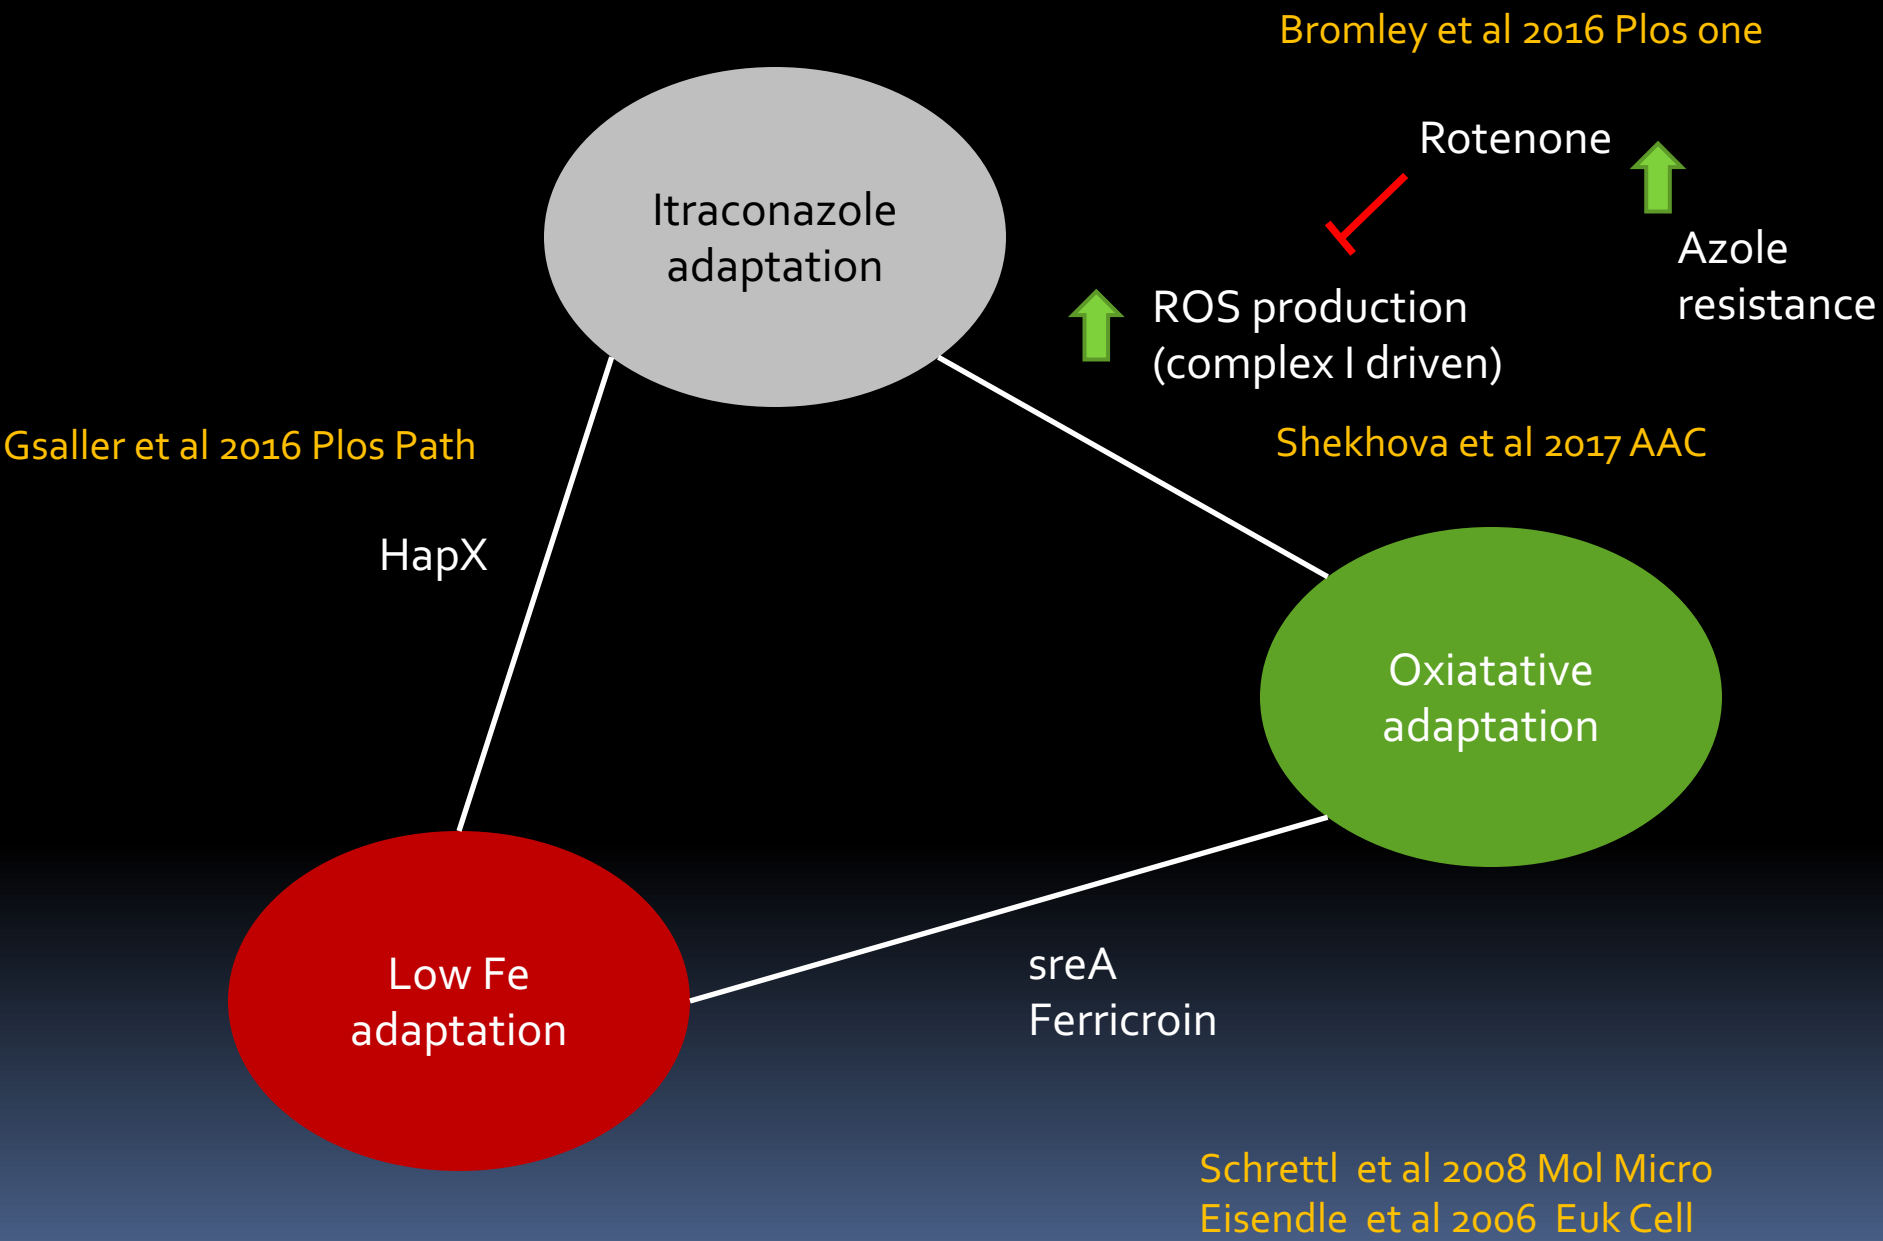 Bromley et al 2016 Plos one
Rotenone
Itraconazole
adaptation
Azole
resistance
ROS production
(complex I driven)
Gsaller et al 2016 Plos Path
Shekhova et al 2017 AAC
HapX
Oxiatative
adaptation
Low Fe
adaptation
sreA
Ferricroin
Schrettl et al 2008 Mol Micro
Eisendle et al 2006 Euk Cell